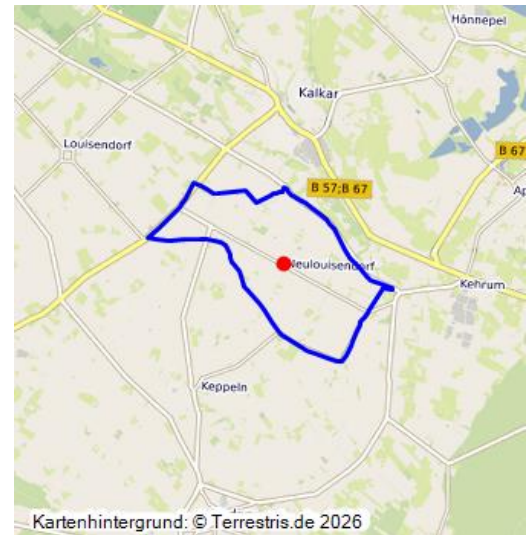 Hönnepel
Kalkar
Louisendorf
B 67
B 57;B 67
Neulouisendorf
Kehrum
Keppeln
Kartenhintergrund: © Terrestris.de 2026